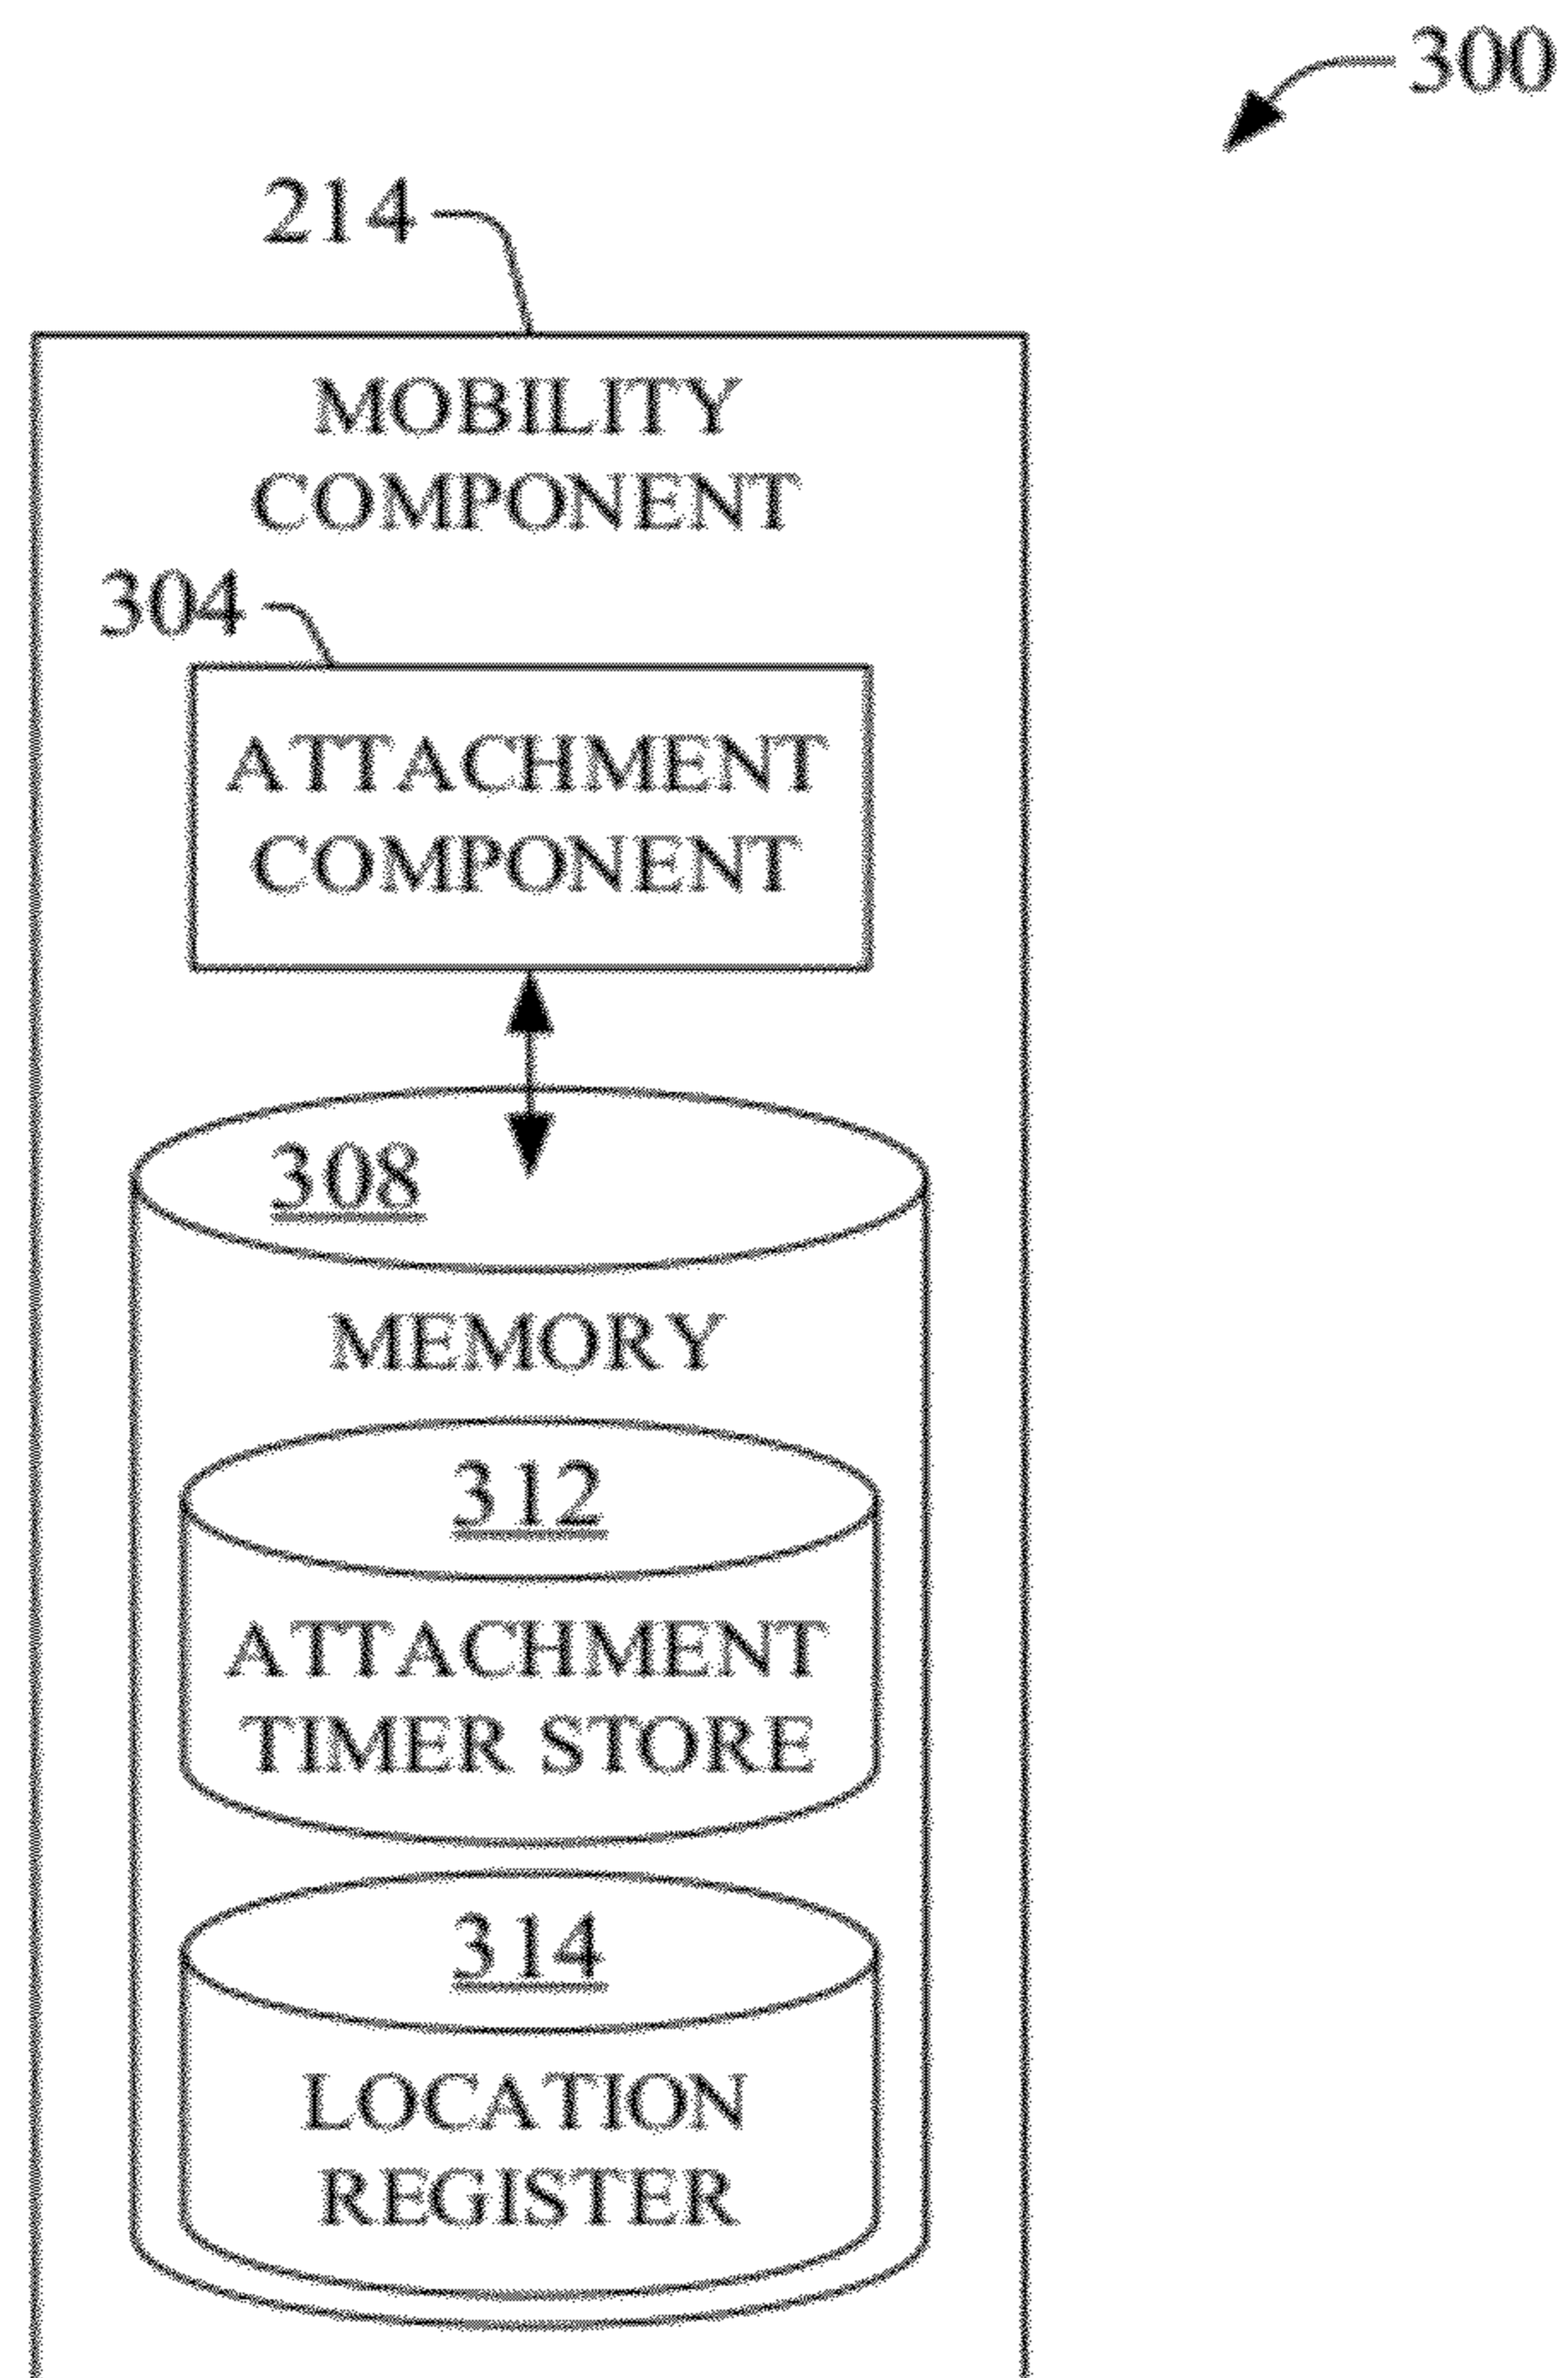 300
214
MOBILITY
COMPONENT
304
ATTACHMENT
COMPONENT
308
MEMORY
312
ATTACHMENT
TIMER STORE
314
LOCATION
REGISTER